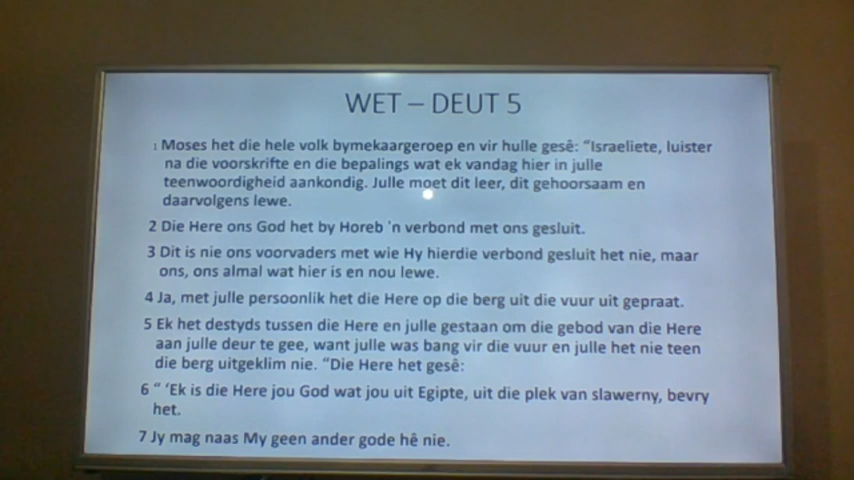 WET – DEUT 5
1 Moses het die hele volk bymekaargeroep en vir hulle gesê: “Israeliete, luister
na die voorskrifte en die bepalings wat ek vandag hier in julle
teenwoordigheid aankondig. Julle moet dit leer, dit gehoorsaam en
daarvolgens lewe.
2 Die Here ons God het by Horeb 'n verbond met ons gesluit.
3 Dit is nie ons voorvaders met wie Hy hierdie verbond gesluit het nie, maar
ons, ons almal wat hier is en nou lewe.
4 Ja, met julle persoonlik het die Here op die berg uit die vuur uit gepraat.
5 Ek het destyds tussen die Here en julle gestaan om die gebod van die Here
aan julle deur te gee, want julle was bang vir die vuur en julle het nie teen
die berg uitgeklim nie. “Die Here het gesê:
6 “ ‘Ek is die Here jou God wat jou uit Egipte, uit die plek van slawerny, bevry
het.
7 Jy mag naas My geen ander gode hê nie.